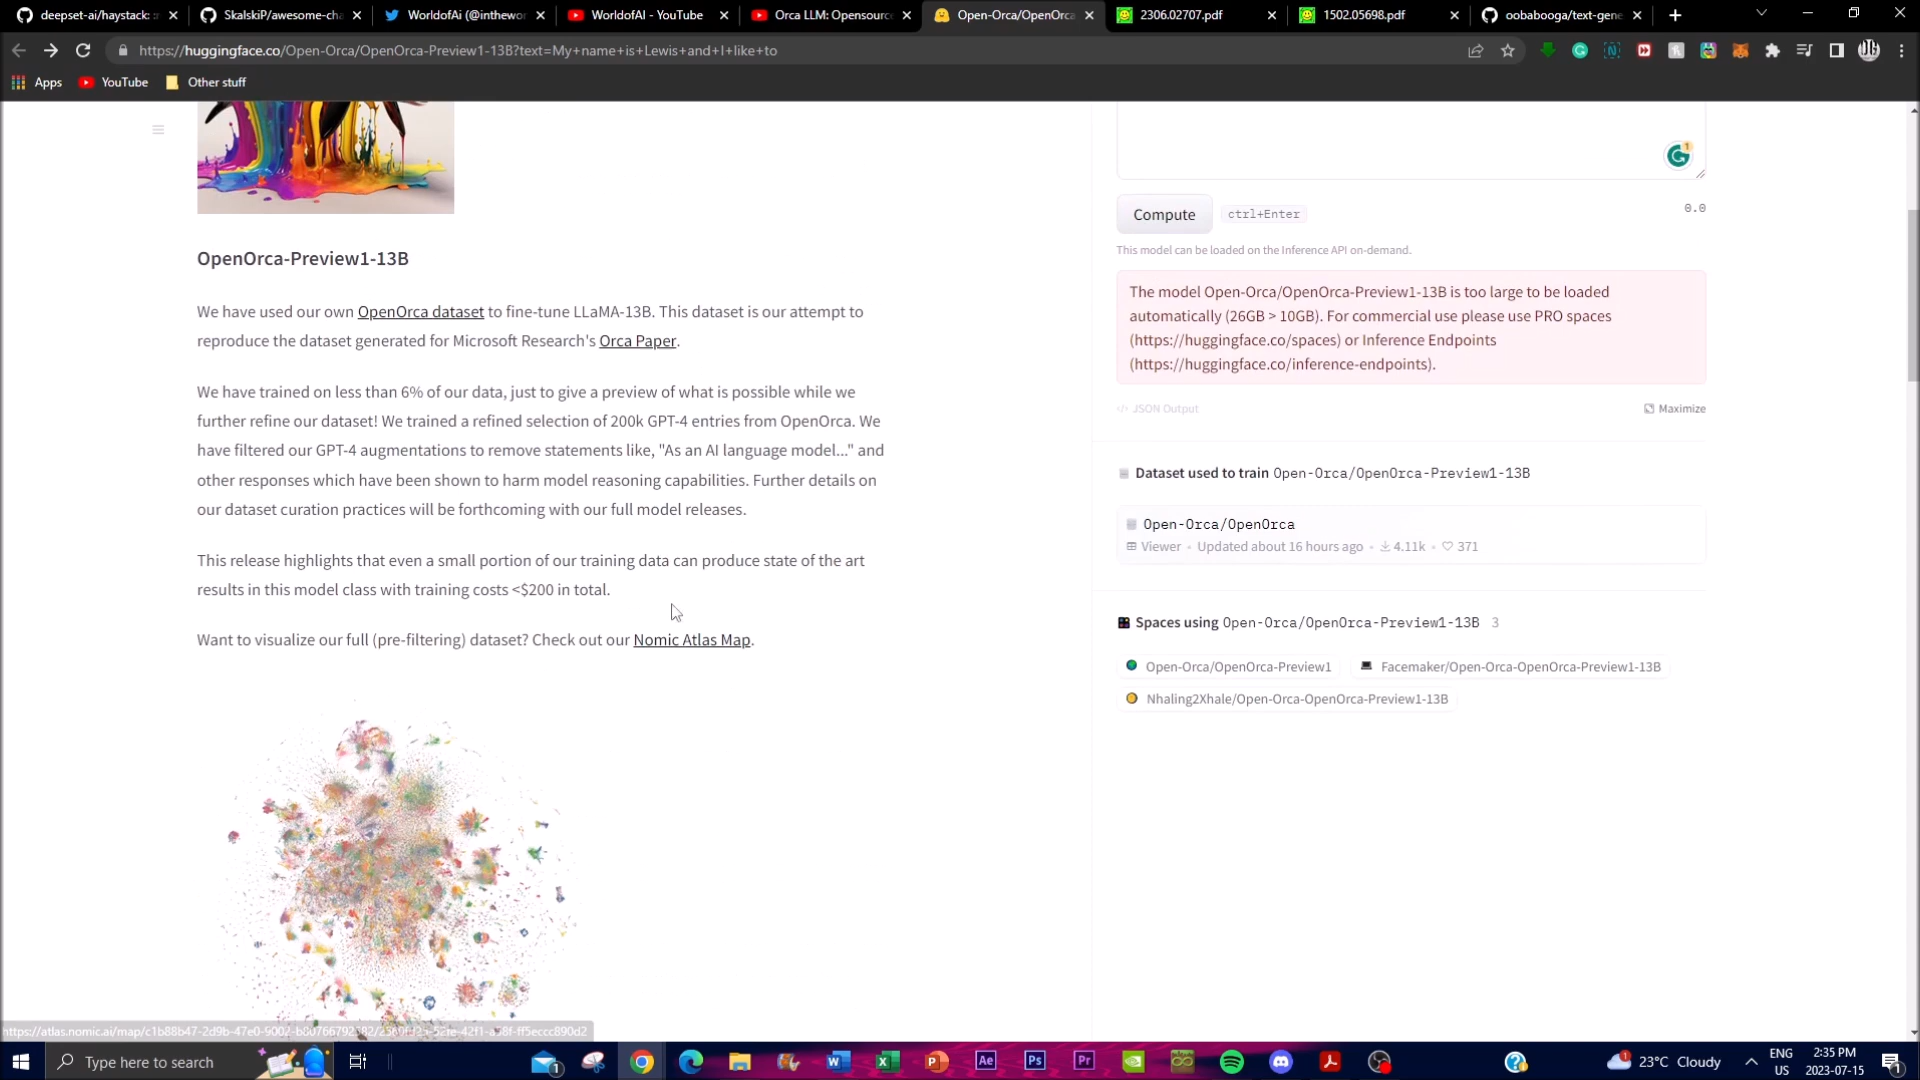 deepset-ai/haystack: :m
SkalskiP/awesome-cha
WorldofAi (@inthewor
WorldofAI - YouTube
Orca LLM: Opensourc
Open-Orca/OpenOrca
2306.02707.pdf
1502.05698.pdf
oobabooga/text-gene
https://huggingface.co/Open-Orca/OpenOrca-Preview1-13B?text=My+name+is+Lewis+and+I+like+to
Apps
YouTube
Other stuff
OpenOrca-Preview1-13B
We have used our own OpenOrca dataset to fine-tune LLaMA-13B. This dataset is our attempt to
reproduce the dataset generated for Microsoft Research's Orca Paper.
We have trained on less than 6% of our data, just to give a preview of what is possible while we
further refine our dataset! We trained a refined selection of 200k GPT-4 entries from OpenOrca. We
have filtered our GPT-4 augmentations to remove statements like, "As an AI language model..." and
other responses which have been shown to harm model reasoning capabilities. Further details on
our dataset curation practices will be forthcoming with our full model releases.
This release highlights that even a small portion of our training data can produce state of the art
results in this model class with training costs <$200 in total.
Want to visualize our full (pre-filtering) dataset? Check out our Nomic Atlas Map.
1
Compute
ctrl+Enter
0.0
This model can be loaded on the Inference API on-demand.
The model Open-Orca/OpenOrca-Preview1-13B is too large to be loaded
automatically (26GB > 10GB). For commercial use please use PRO spaces
(https://huggingface.co/spaces) or Inference Endpoints
(https://huggingface.co/inference-endpoints).
</> JSON Output
Maximize
Dataset used to train Open-Orca/OpenOrca-Preview1-13B
Open-Orca/OpenOrca
Viewer • Updated about 16 hours ago • 4.11k • 371
Spaces using Open-Orca/OpenOrca-Preview1-13B 3
Open-Orca/OpenOrca-Preview1
Facemaker/Open-Orca-OpenOrca-Preview1-13B
Nhaling2Xhale/Open-Orca-OpenOrca-Preview1-13B
Type here to search
1
Ae
Ps
Pr
1
23°C Cloudy
ENG
US
2:35 PM
2023-07-15
1